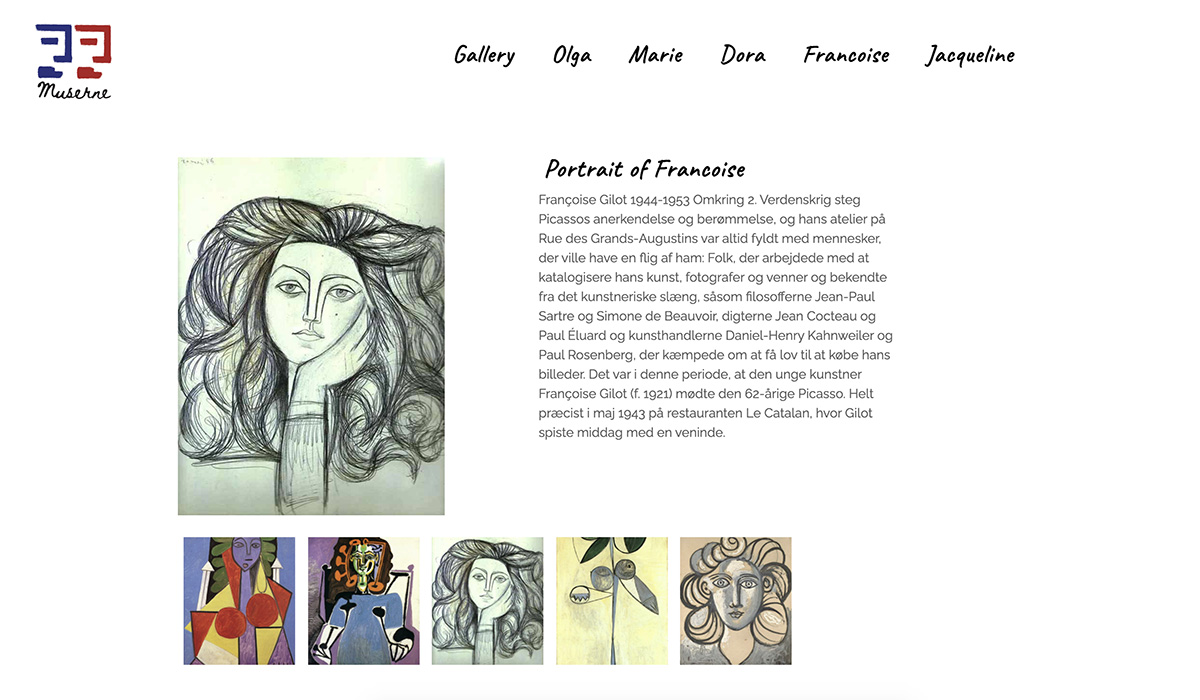 Muserne
Gallery Olga Marie Dora Francoise Jacqueline
Portrait of Francoise
Françoise Gilot 1944-1953 Omkring 2. Verdenskrig steg
Picassos anerkendelse og berømmelse, og hans atelier på
Rue des Grands-Augustins var altid fyldt med mennesker,
der ville have en flig af ham: Folk, der arbejdede med at
katalogisere hans kunst, fotografer og venner og bekendte
fra det kunstneriske slæng, såsom filosofferne Jean-Paul
Sartre og Simone de Beauvoir, digterne Jean Cocteau og
Paul Éluard og kunsthandlerne Daniel-Henry Kahnweiler og
Paul Rosenberg, der kæmpede om at få lov til at købe hans
billeder. Det var i denne periode, at den unge kunstner
Françoise Gilot (f. 1921) mødte den 62-årige Picasso. Helt
præcist i maj 1943 på restauranten Le Catalan, hvor Gilot
spiste middag med en veninde.